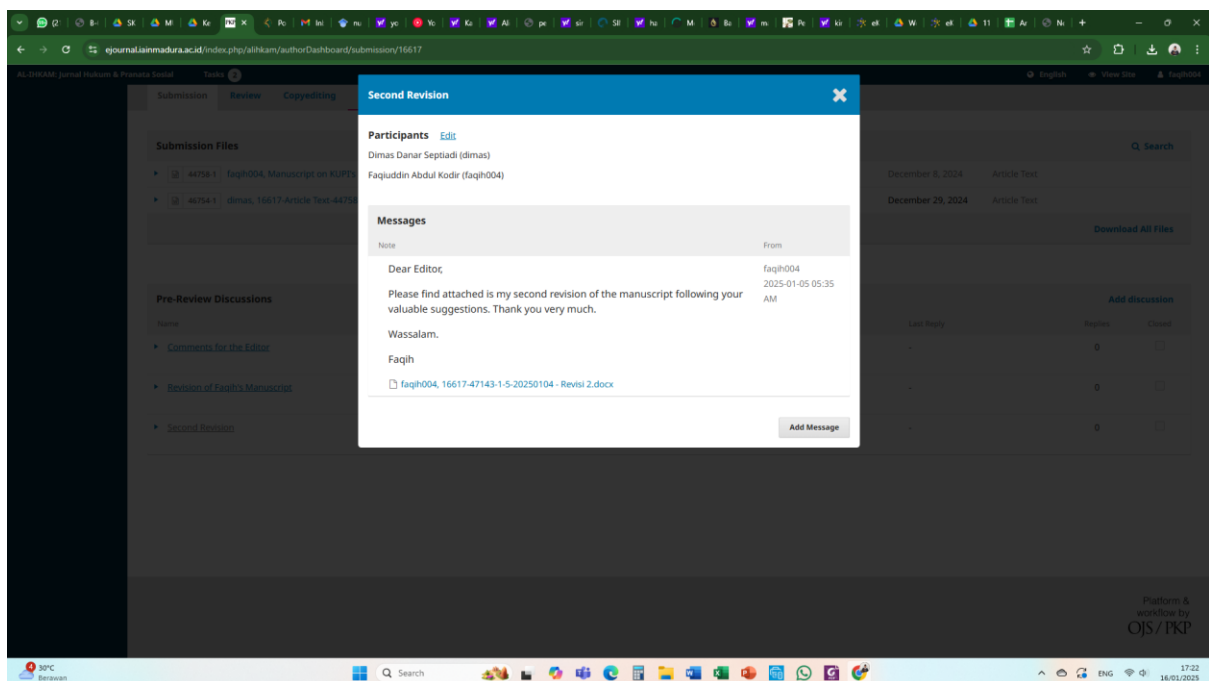 ejournal.iainmadura.ac.id/index.php/alihkam/authorDashboard/submission/16617
AL-IHKAM: Jurnal Hukum & Pranata Sosial Tasks 2 English View Site faqih004
Submission Review Copyediting
Second Revision
Participants Edit
Dimas Danar Septiadi (dimas)
Faqiuddin Abdul Kodir (faqih004)
Submission Files Search
44758-1 faqih004, Manuscript on KUPI's December 8, 2024 Article Text
46754-1 dimas, 16617-Article Text-44758 December 29, 2024 Article Text
Download All Files
Messages
Note From
Dear Editor, faqih004
2025-01-05 05:35
AM
Please find attached is my second revision of the manuscript following your
valuable suggestions. Thank you very much.
Wassalam.
Faqih
faqih004, 16617-47143-1-5-20250104 - Revisi 2.docx
Add Message
Pre-Review Discussions Add discussion
Name Last Reply Replies Closed
Comments for the Editor - 0
Revision of Faqih's Manuscript - 0
Second Revision - 0
Platform &
workflow by
OJS / PKP
30°C
Berawan
Search
ENG
17:22
16/01/2025